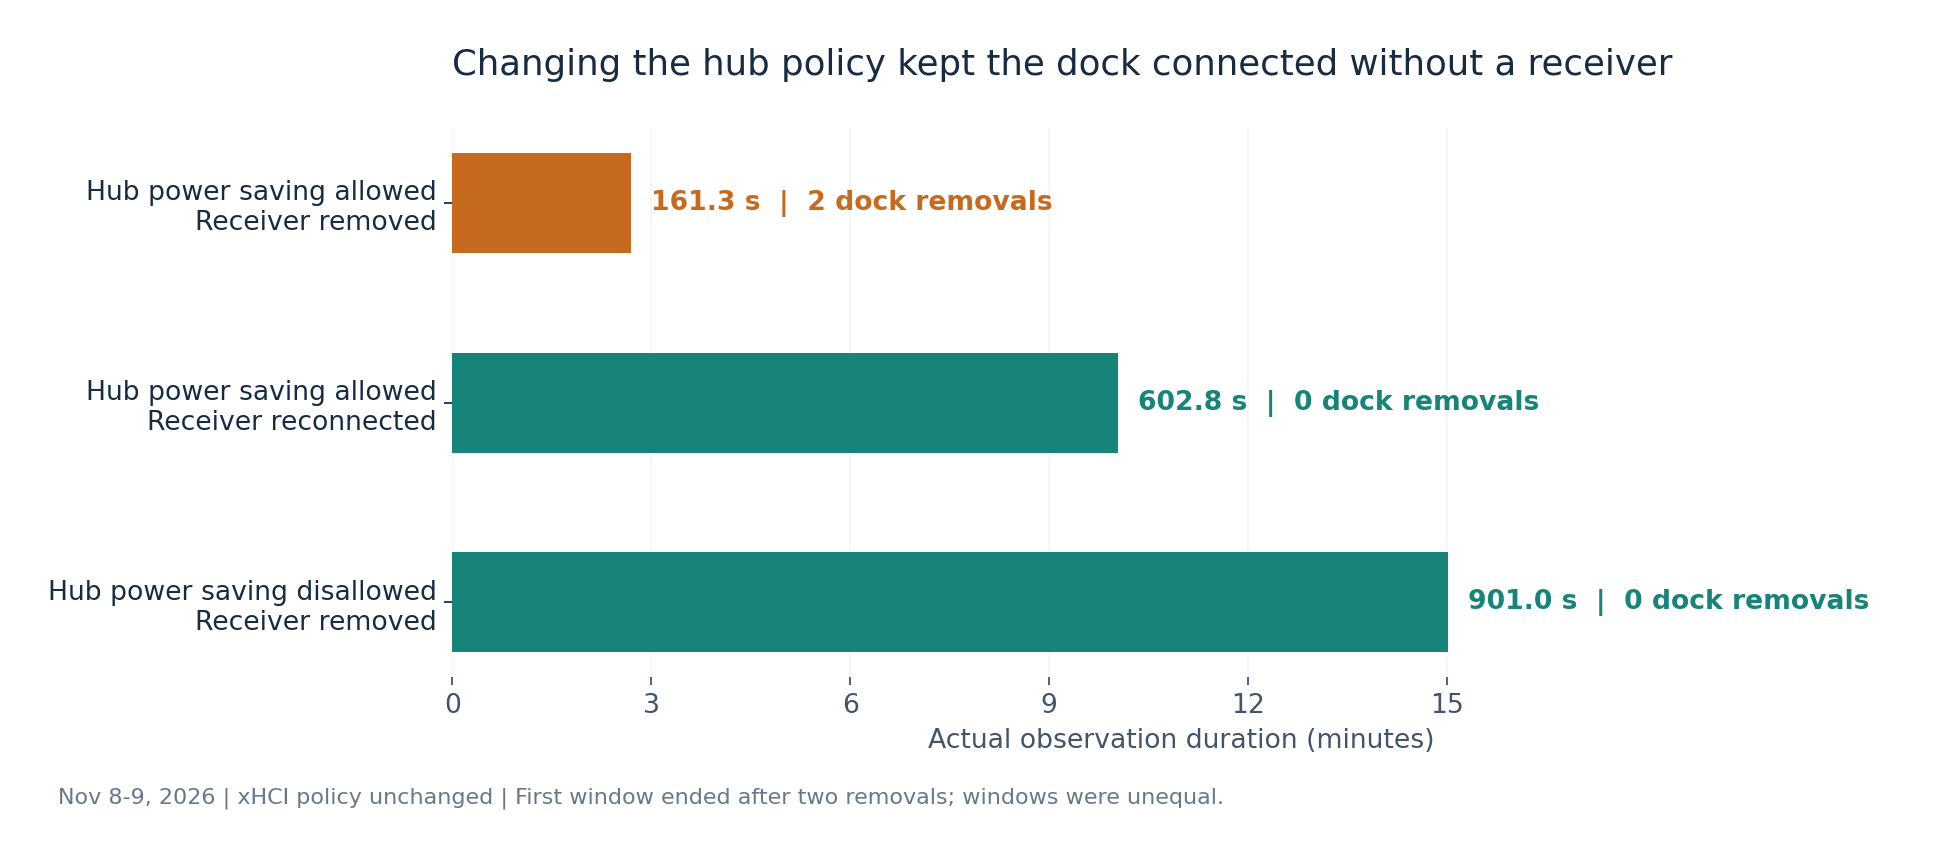 Changing the hub policy kept the dock connected without a receiver
Hub power saving allowed
Receiver removed
161.3 s | 2 dock removals
Hub power saving allowed
Receiver reconnected
602.8 s | 0 dock removals
Hub power saving disallowed
Receiver removed
901.0 s | 0 dock removals
0 3 6 9 12 15
Actual observation duration (minutes)
Nov 8-9, 2026 | xHCI policy unchanged | First window ended after two removals; windows were unequal.